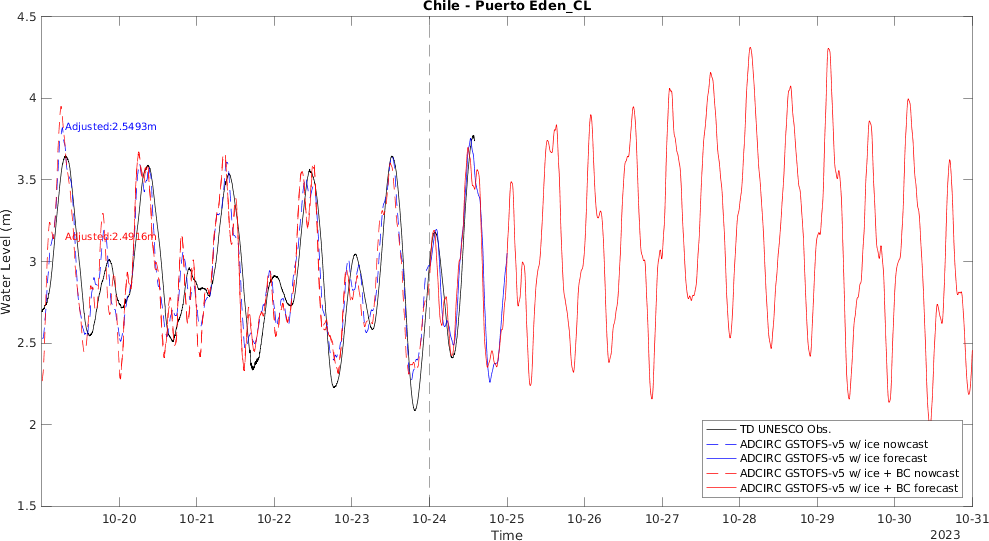 Chile - Puerto Eden_CL
4.5
4
3.5
3
2.5
2
1.5
Water Level (m)
Adjusted:2.5493m
Adjusted:2.4916m
TD UNESCO Obs.
ADCIRC GSTOFS-v5 w/ ice nowcast
ADCIRC GSTOFS-v5 w/ ice forecast
ADCIRC GSTOFS-v5 w/ ice + BC nowcast
ADCIRC GSTOFS-v5 w/ ice + BC forecast
10-20 10-21 10-22 10-23 10-24 10-25 10-26 10-27 10-28 10-29 10-30 10-31
Time
2023